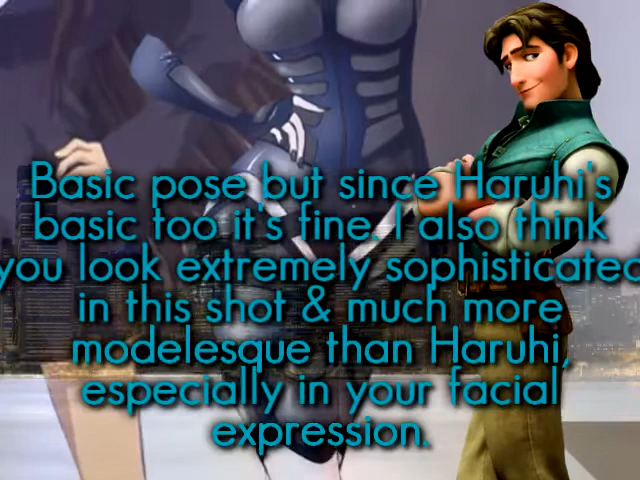 Basic pose but since Haruhi's
basic too it's fine. I also think
you look extremely sophisticated
in this shot & much more
modelesque than Haruhi,
especially in your facial
expression.